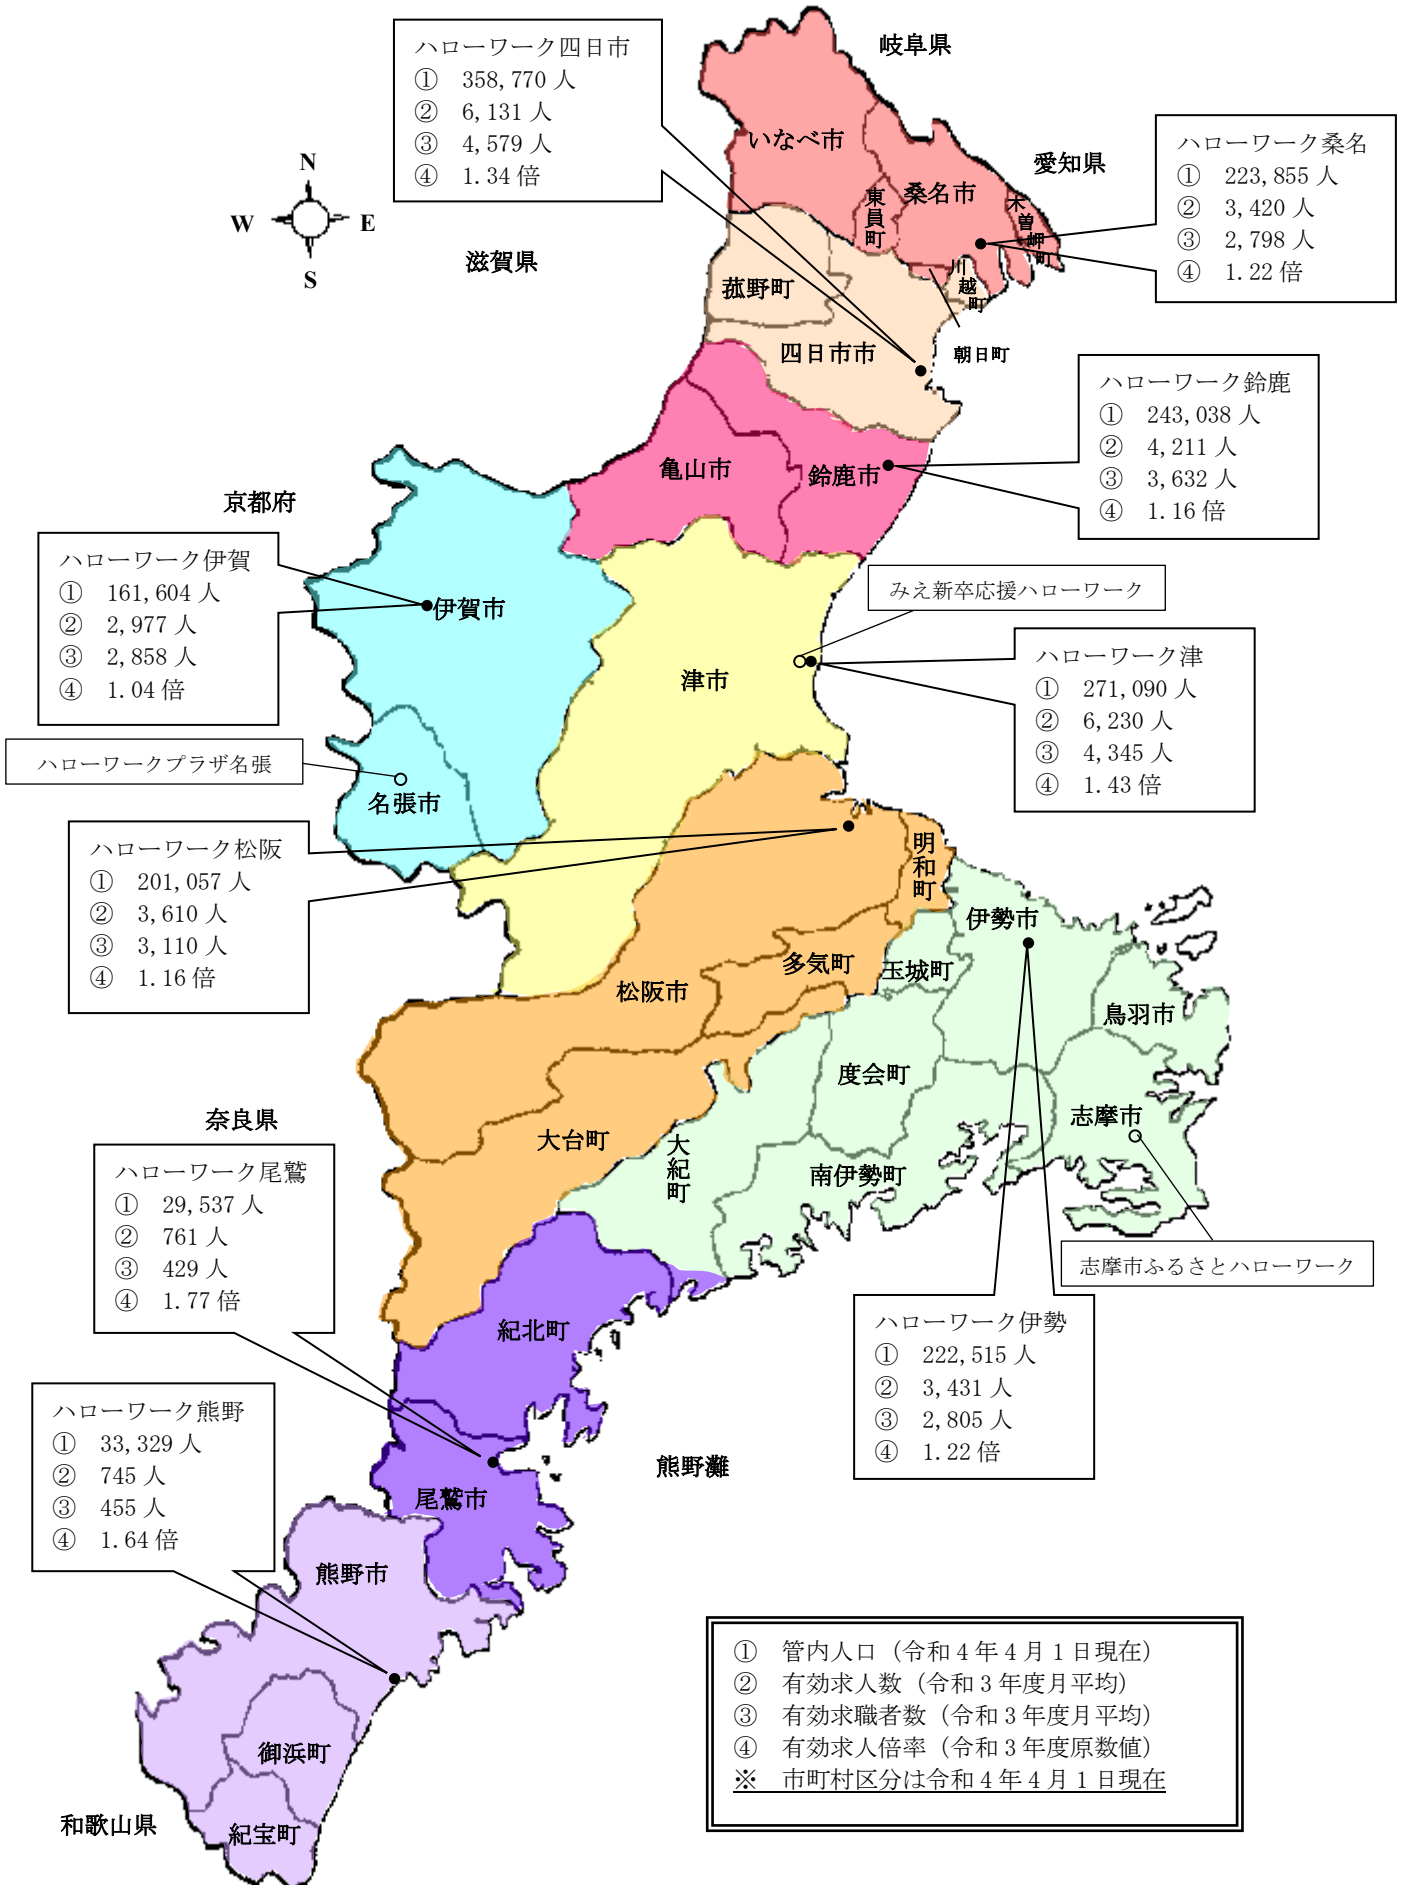 岐阜県
ハローワーク四日市
① 358,770 人
② 6,131 人
③ 4,579 人
④ 1.34 倍
いなべ市
愛知県
ハローワーク桑名
① 223,855 人
② 3,420 人
③ 2,798 人
④ 1.22 倍
N
W
E
S
桑名市
東員町
木曽岬町
滋賀県
川越町
菰野町
四日市市
朝日町
ハローワーク鈴鹿
① 243,038 人
② 4,211 人
③ 3,632 人
④ 1.16 倍
亀山市
鈴鹿市
京都府
ハローワーク伊賀
① 161,604 人
② 2,977 人
③ 2,858 人
④ 1.04 倍
伊賀市
みえ新卒応援ハローワーク
津市
ハローワーク津
① 271,090 人
② 6,230 人
③ 4,345 人
④ 1.43 倍
ハローワークプラザ名張
名張市
ハローワーク松阪
① 201,057 人
② 3,610 人
③ 3,110 人
④ 1.16 倍
明和町
伊勢市
多気町
玉城町
松阪市
鳥羽市
度会町
奈良県
大台町
大紀町
志摩市
南伊勢町
ハローワーク尾鷲
① 29,537 人
② 761 人
③ 429 人
④ 1.77 倍
志摩市ふるさとハローワーク
紀北町
ハローワーク伊勢
① 222,515 人
② 3,431 人
③ 2,805 人
④ 1.22 倍
ハローワーク熊野
① 33,329 人
② 745 人
③ 455 人
④ 1.64 倍
熊野灘
尾鷲市
熊野市
御浜町
和歌山県
紀宝町
① 管内人口（令和４年４月１日現在）
② 有効求人数（令和３年度月平均）
③ 有効求職者数（令和３年度月平均）
④ 有効求人倍率（令和３年度原数値）
※ 市町村区分は令和４年４月１日現在